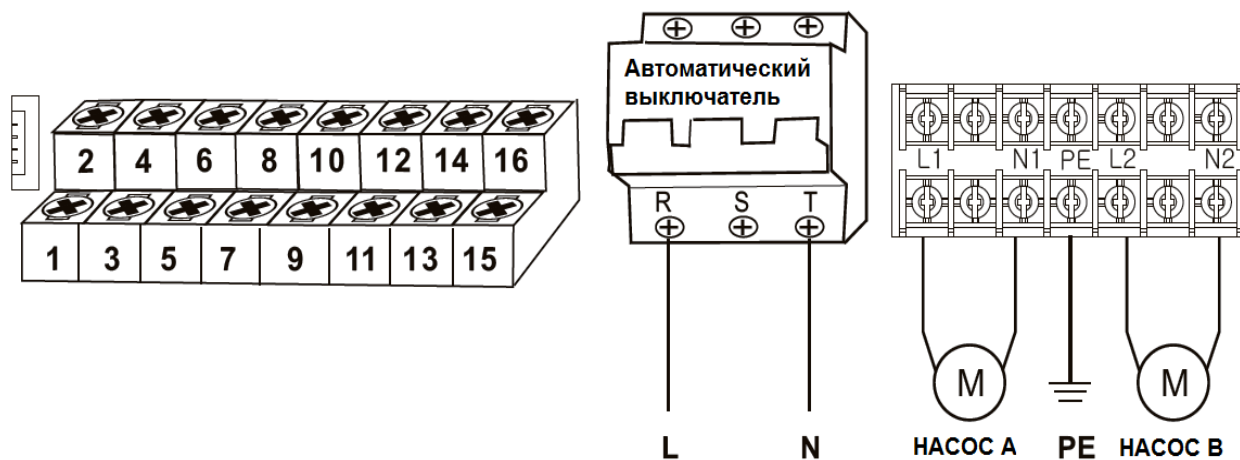 2 4 6 8 10 12 14 16
1 3 5 7 9 11 13 15
Автоматический
выключатель
R S T
L N
L1 N1 PE L2 N2
M M
НАСОС А PE НАСОС В